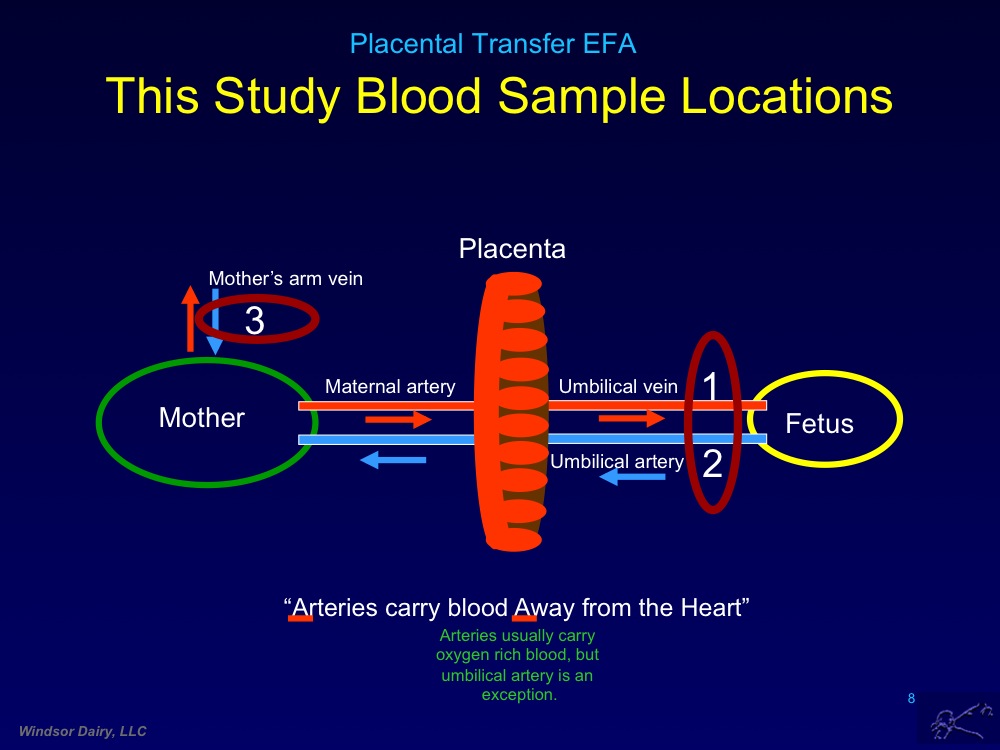 Placental Transfer EFA
This Study Blood Sample Locations
Placenta
Mother’s arm vein
3
Maternal artery
Umbilical vein
1
Mother
Fetus
Umbilical artery
2
“Arteries carry blood Away from the Heart”
Arteries usually carry
oxygen rich blood, but
umbilical artery is an
exception.
8
Windsor Dairy, LLC